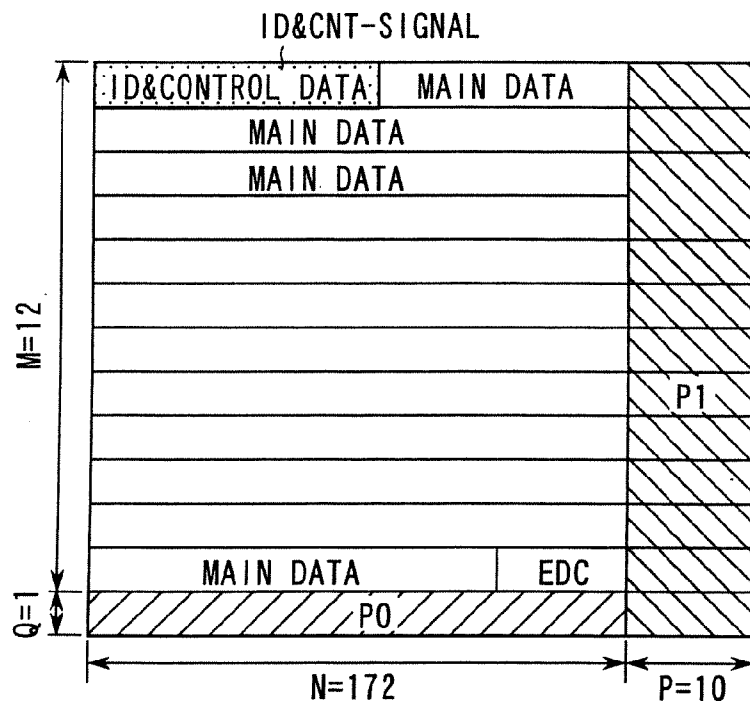 ID&CNT-SIGNAL
ID&CONTROL DATA MAIN DATA
MAIN DATA
MAIN DATA
M=12
P1
MAIN DATA EDC
Q=1
PO
N=172 P=10